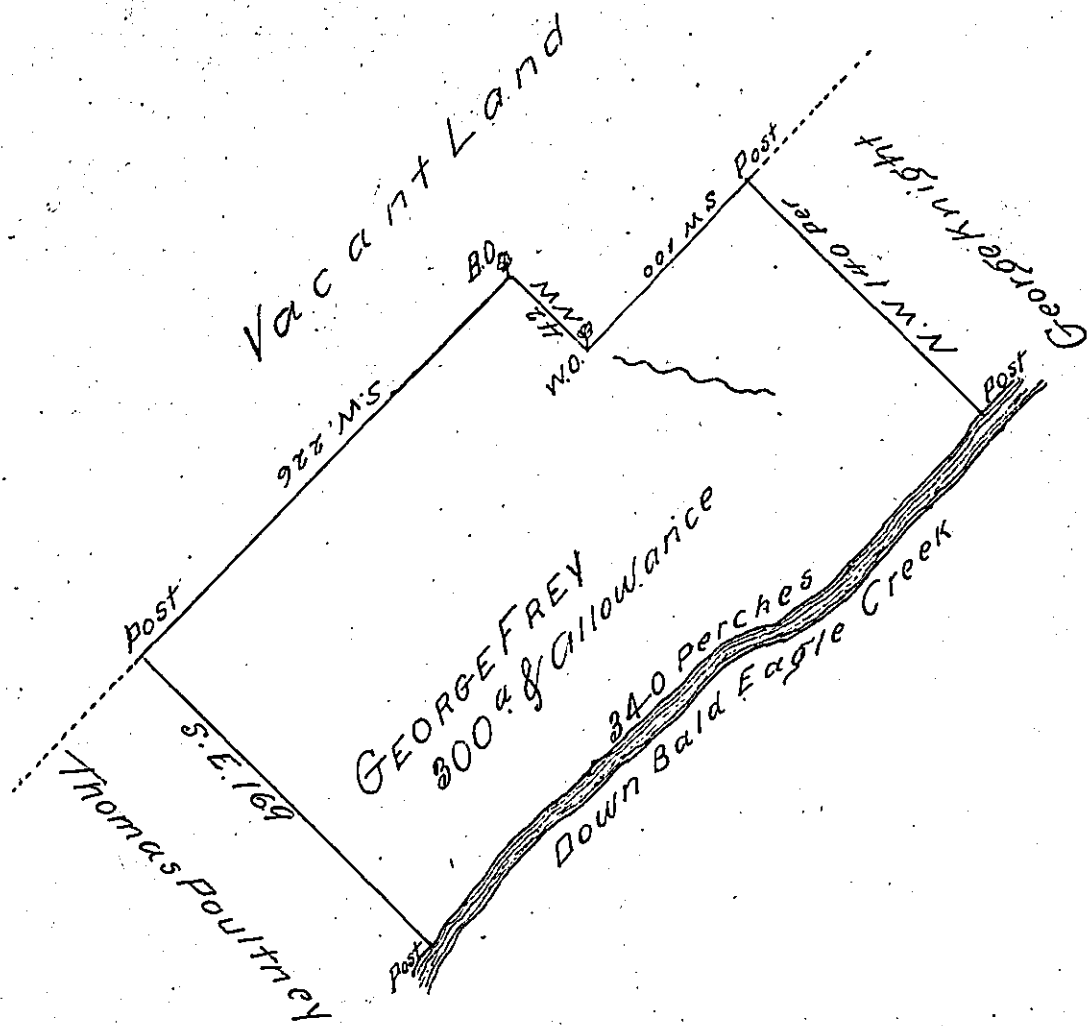 Vacant Land
Post
George Knight
B.O.
N W
42
W.O.
S W 100
N. W 140 per
Post
S. W. 226
Post
GEORGE FREY
300 a. & Allowance
340 Perches
Down Bald Eagle Creek
S. E. 169
Thomas Poultney
Post